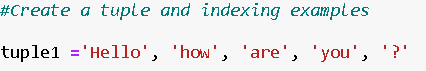 #Create a tuple and indexing examples
tuple1 ='Hello', 'how', 'are', 'you', '?'